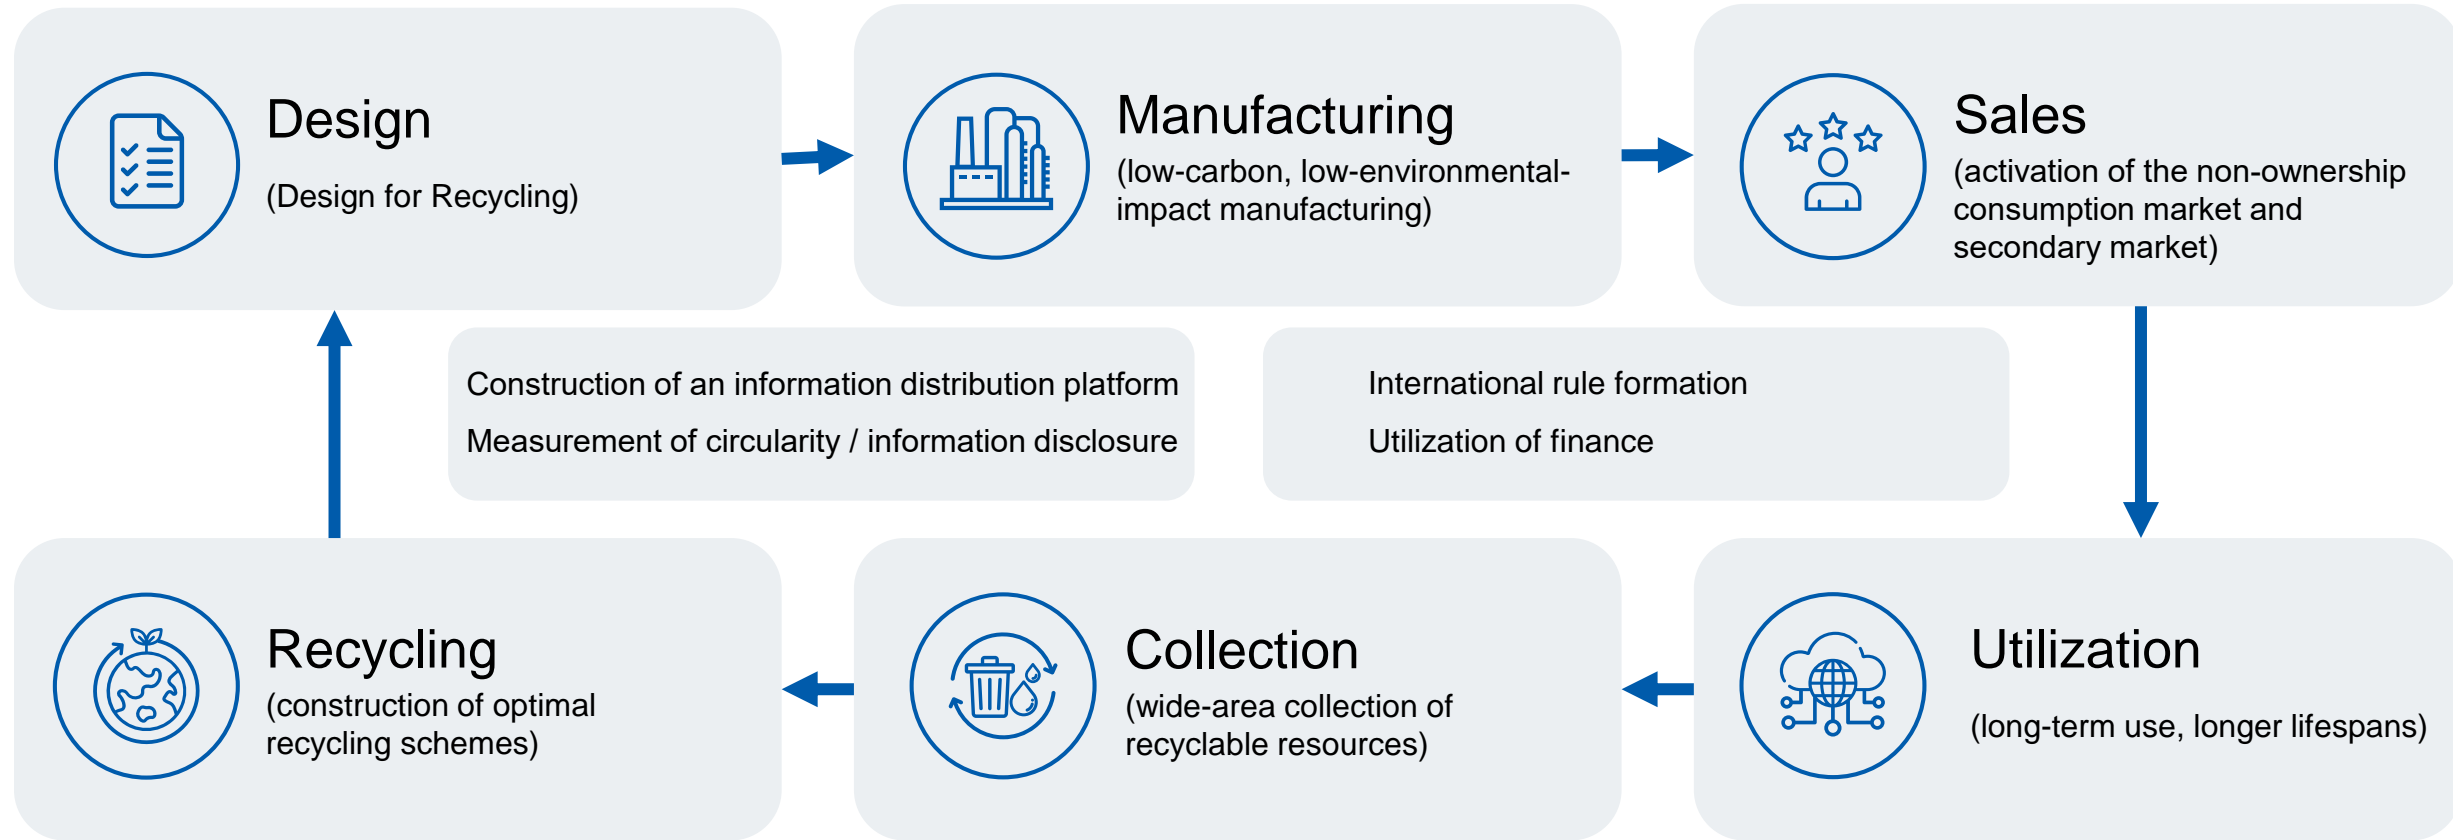 Design
(Design for Recycling)
Manufacturing
(low-carbon, low-environmental-
impact manufacturing)
Sales
(activation of the non-ownership
consumption market and
secondary market)
Construction of an information distribution platform
Measurement of circularity / information disclosure
International rule formation
Utilization of finance
Recycling
(construction of optimal
recycling schemes)
Collection
(wide-area collection of
recyclable resources)
Utilization
(long-term use, longer lifespans)